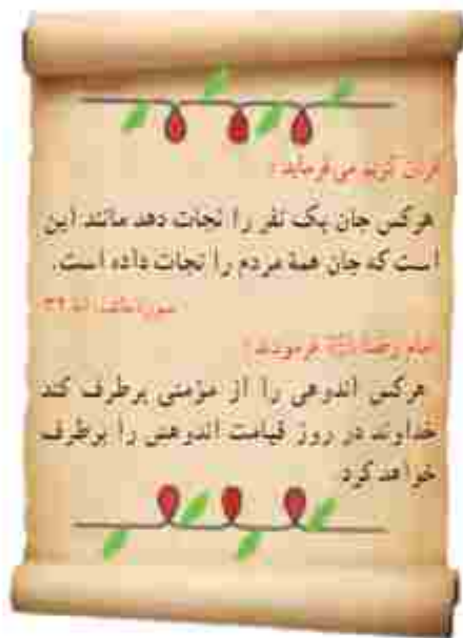 قرآن کریم می فرماید :
هرکس جان یک نفر را نجات دهد مانند این
است که جان همهٔ مردم را نجات داده است.
سوره مائده، آیه ۳۲
امام رضا فرمودند :
هرکس اندوهی را از مؤمنی برطرف کند
خداوند در روز قیامت اندوهش را برطرف
خواهد کرد.